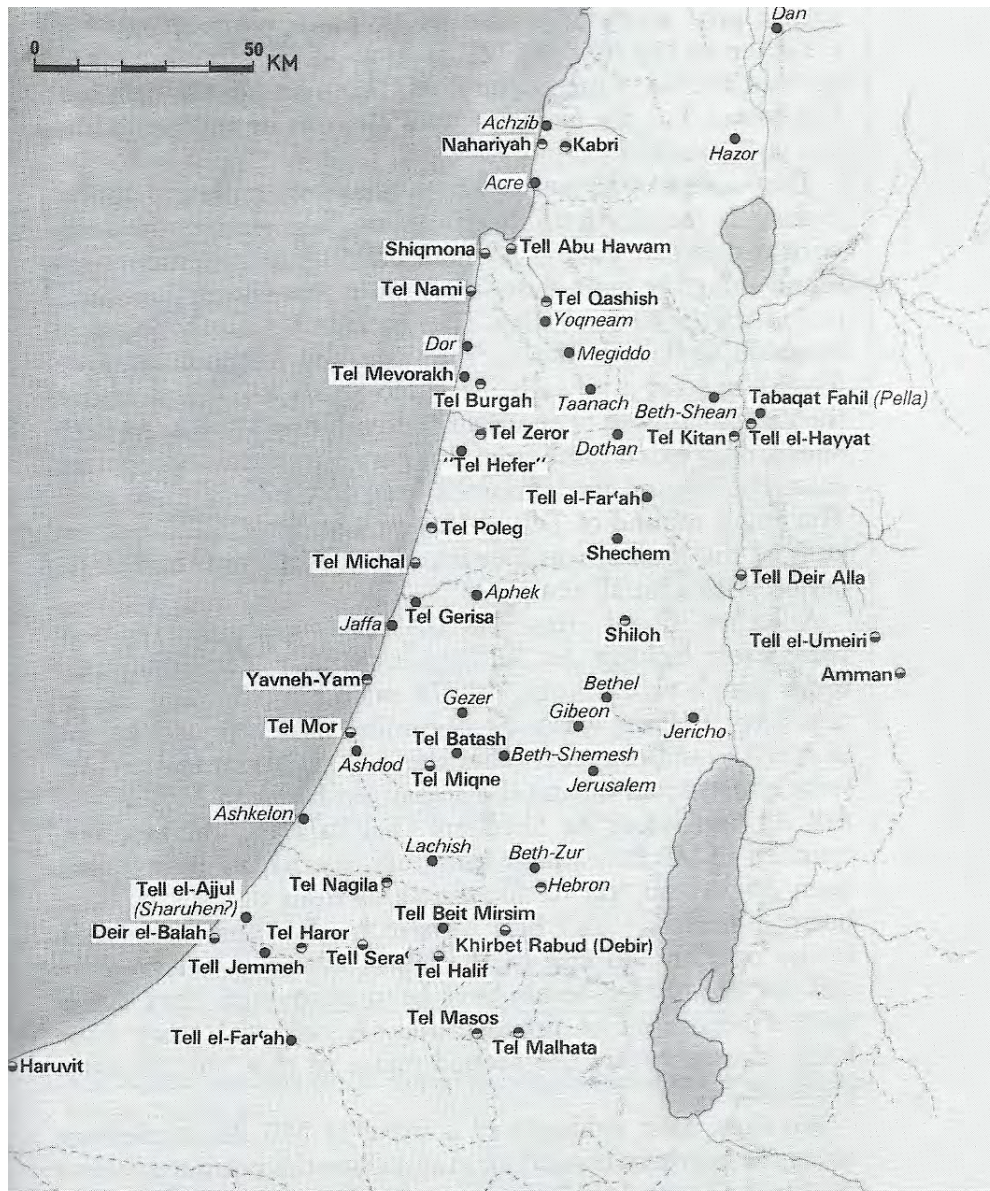 Dan
0 50 KM
Achzib
Nahariyah Kabri
Hazor
Acre
Shiqmona Tell Abu Hawam
Tel Nami Tel Qashish
Yoqneam
Dor
Megiddo
Tel Mevorakh
Tel Burgah Taanach Beth-Shean Tabaqat Fahil (Pella)
Tel Zeror Dothan Tel Kitan Tell el-Hayyat
"Tel Hefer"
Tell el-Farʿah
Tel Poleg
Shechem
Tel Michal
Tell Deir Alla
Aphek
Tel Gerisa
Jaffa Shiloh
Tell el-Umeiri
Yavneh-Yam Amman
Bethel
Gezer
Gibeon
Tel Mor Jericho
Tel Batash
Ashdod Beth-Shemesh
Tel Miqne Jerusalem
Ashkelon
Lachish Beth-Zur
Tel Nagila Hebron
Tell el-Ajjul
(Sharuhen?)
Tell Beit Mirsim
Deir el-Balah Tel Haror
Khirbet Rabud (Debir)
Tell Jemmeh Tell Seraʿ Tel Halif
Tel Masos
Tell el-Farʿah Tel Malhata
Haruvit